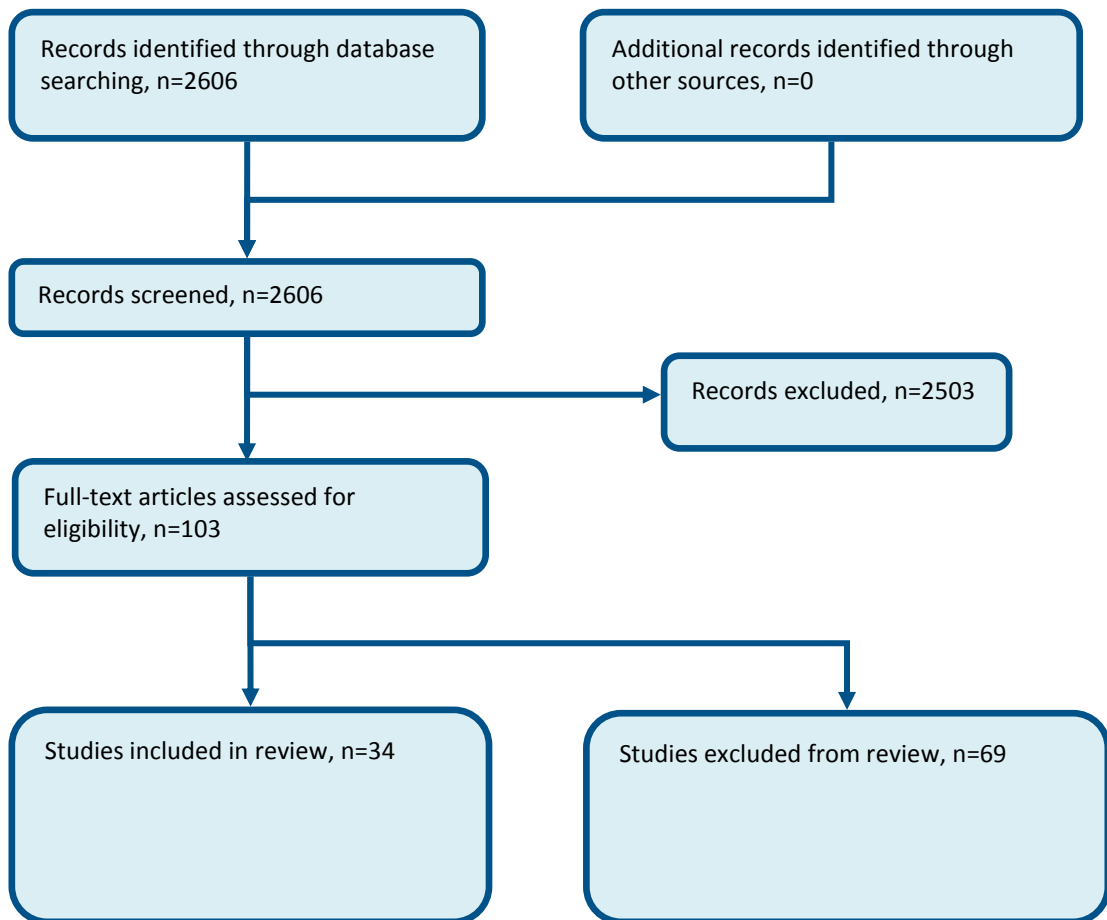 Records identified through database
searching, n=2606
Additional records identified through
other sources, n=0
Records screened, n=2606
Records excluded, n=2503
Full-text articles assessed for
eligibility, n=103
Studies included in review, n=34
Studies excluded from review, n=69